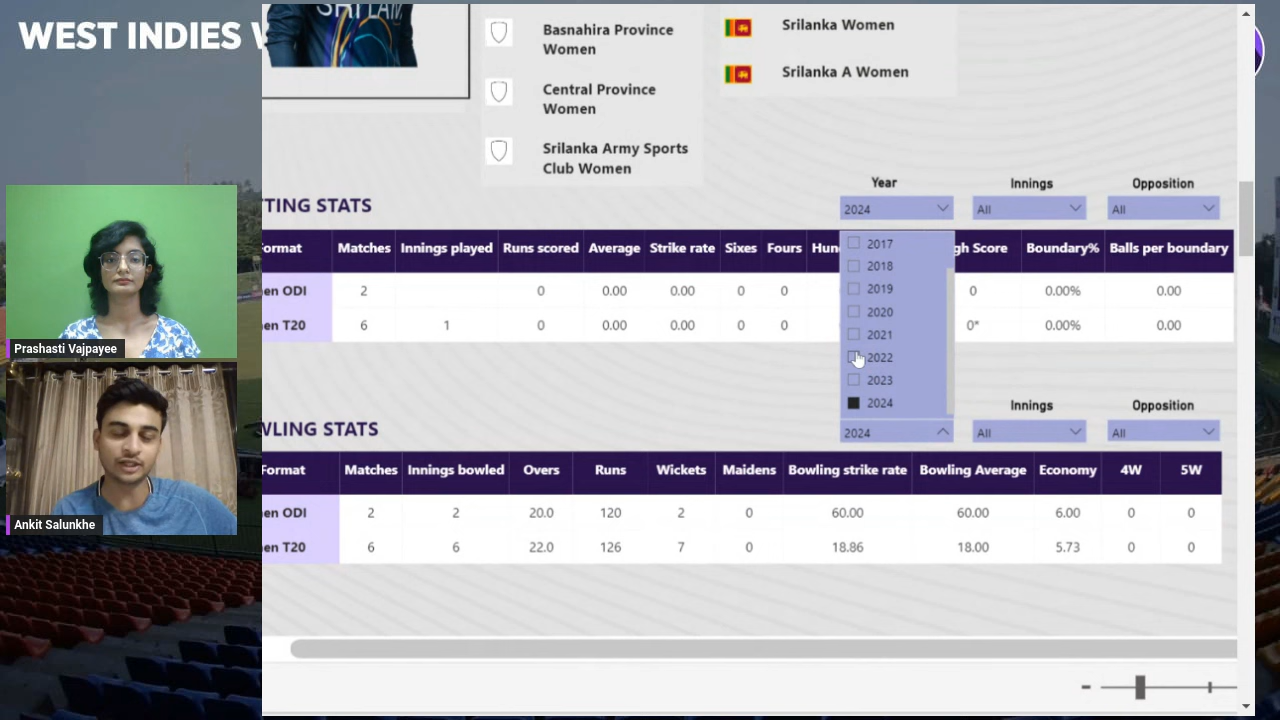 WEST INDIES
Basnahira Province
Women
Central Province
Women
Srilanka Army Sports
Club Women
Srilanka Women
Srilanka A Women
TING STATS
Year
Innings
Opposition
2024
All
All
ormat Matches Innings played Runs scored Average Strike rate Sixes Fours Hun gh Score Boundary% Balls per boundary
en ODI 2 0 0.00 0.00 0 0 0 0.00% 0.00
en T20 6 1 0 0.00 0.00 0 0 0* 0.00% 0.00
2017
2018
2019
2020
2021
2022
2023
2024
WLING STATS
Innings
Opposition
2024
All
All
ormat Matches Innings bowled Overs Runs Wickets Maidens Bowling strike rate Bowling Average Economy 4W 5W
en ODI 2 2 20.0 120 2 0 60.00 60.00 6.00 0 0
en T20 6 6 22.0 126 7 0 18.86 18.00 5.73 0 0
Prashasti Vajpayee
Ankit Salunkhe